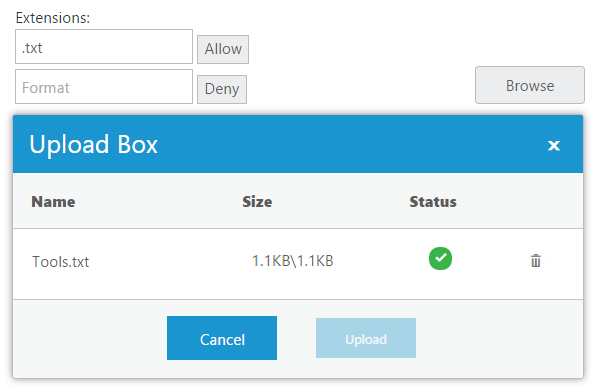 Extensions:
.txt Allow
Format Deny Browse
Upload Box x
Name Size Status
Tools.txt 1.1KB\1.1KB
Cancel Upload